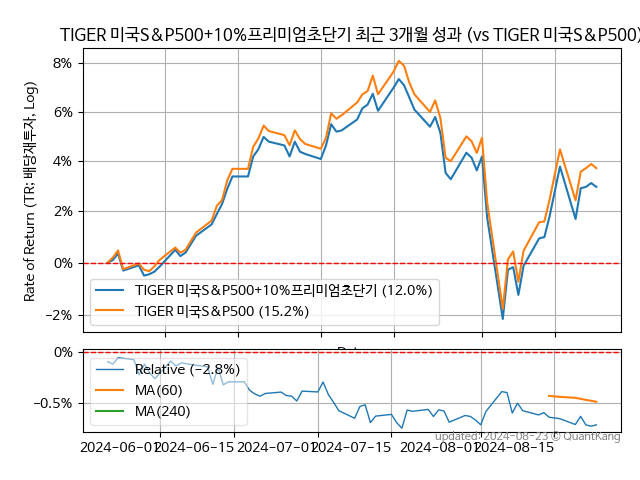 TIGER 미국S&P500+10%프리미엄초단기 최근 3개월 성과 (vs TIGER 미국S&P500)
Rate of Return (TR; 배당재투자, Log)
8%
6%
4%
2%
0%
−2%
TIGER 미국S&P500+10%프리미엄초단기 (12.0%)
TIGER 미국S&P500 (15.2%)
0%
−0.5%
Relative (−2.8%)
MA(60)
MA(240)
updated: 2024-08-23 © QuantKang
2024-06-01 2024-06-15 2024-07-01 2024-07-15 2024-08-01 2024-08-15